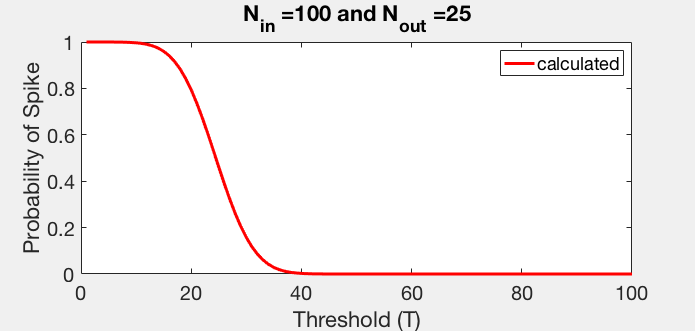 N_in =100 and N_out =25
calculated
Probability of Spike
1
0.8
0.6
0.4
0.2
0
0 20 40 60 80 100
Threshold (T)